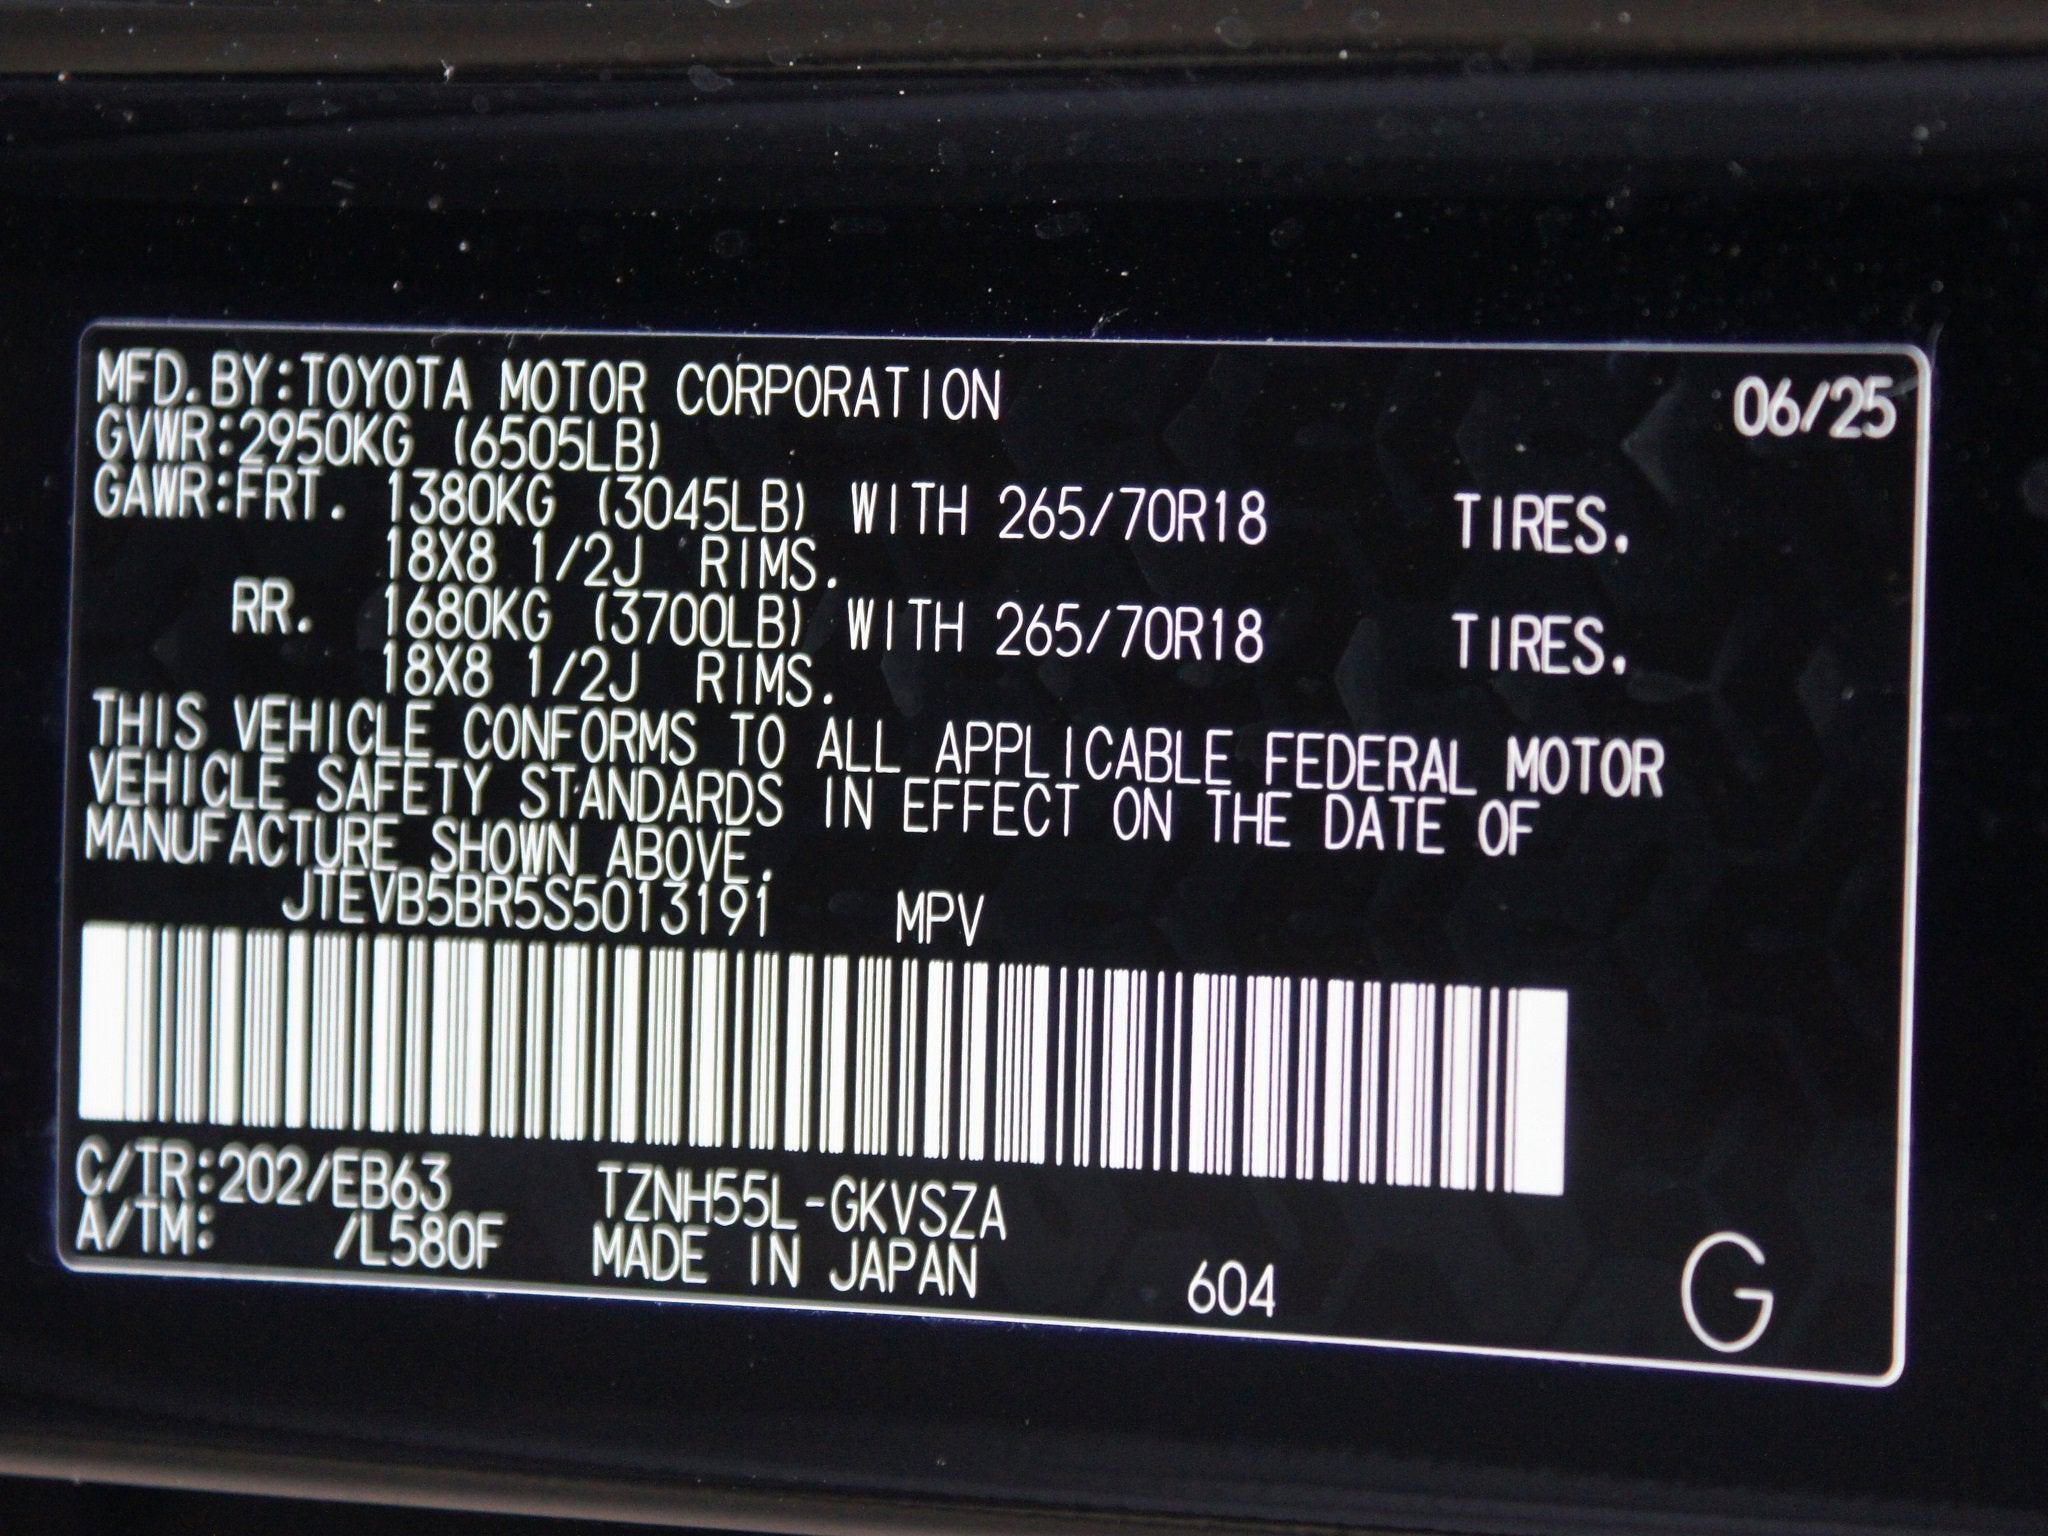 MFD.BY:TOYOTA MOTOR CORPORATION 06/25
GVWR:2950KG (6505LB)
GAWR:FRT. 1380KG (3045LB) WITH 265/70R18 TIRES.
18X8 1/2J RIMS.
RR. 1680KG (3700LB) WITH 265/70R18 TIRES.
18X8 1/2J RIMS.
THIS VEHICLE CONFORMS TO ALL APPLICABLE FEDERAL MOTOR
VEHICLE SAFETY STANDARDS IN EFFECT ON THE DATE OF
MANUFACTURE SHOWN ABOVE.
JTEVB5BR5S5013191 MPV
C/TR:202/EB63 TZNH55L-GKVSZA
A/TM: /L580F MADE IN JAPAN 604 G